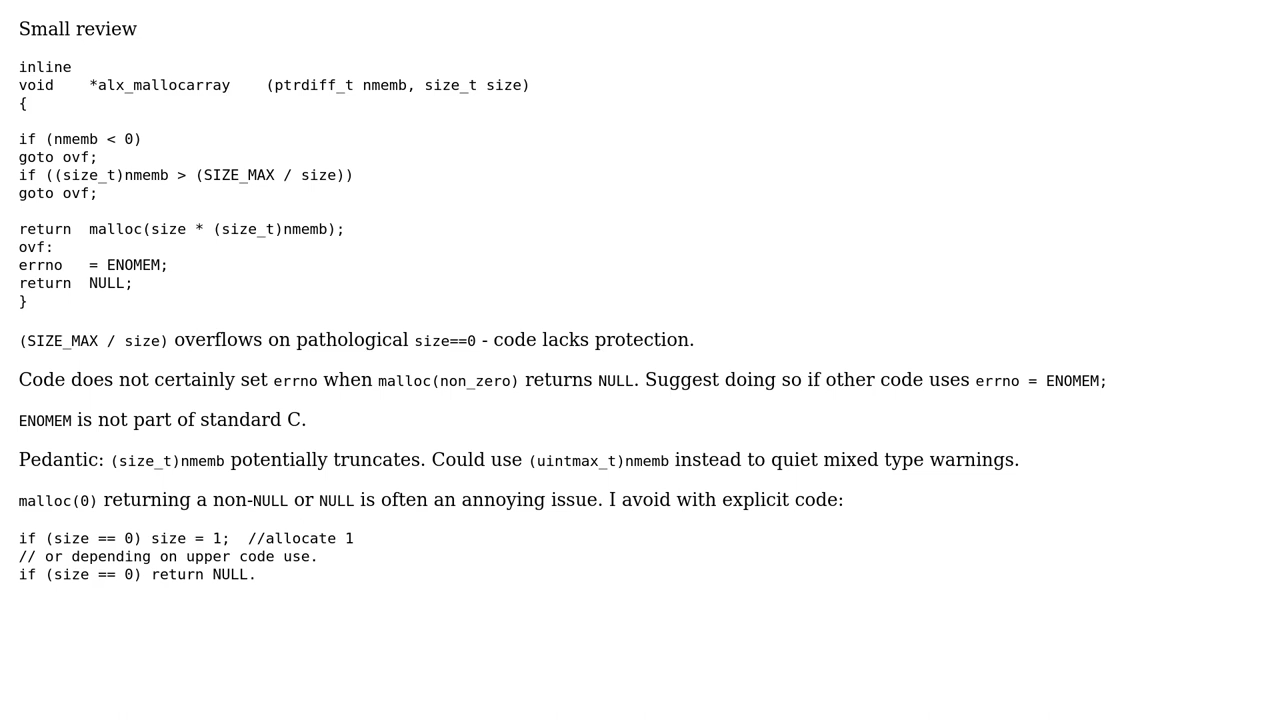 Small review
inline
void    *alx_mallocarray    (ptrdiff_t nmemb, size_t size)
{
if (nmemb < 0)
goto ovf;
if ((size_t)nmemb > (SIZE_MAX / size))
goto ovf;
return  malloc(size * (size_t)nmemb);
ovf:
errno   = ENOMEM;
return  NULL;
}
(SIZE_MAX / size) overflows on pathological size==0 - code lacks protection.
Code does not certainly set errno when malloc(non_zero) returns NULL. Suggest doing so if other code uses errno = ENOMEM;
ENOMEM is not part of standard C.
Pedantic: (size_t)nmemb potentially truncates. Could use (uintmax_t)nmemb instead to quiet mixed type warnings.
malloc(0) returning a non-NULL or NULL is often an annoying issue. I avoid with explicit code:
if (size == 0) size = 1;  //allocate 1
// or depending on upper code use.
if (size == 0) return NULL.